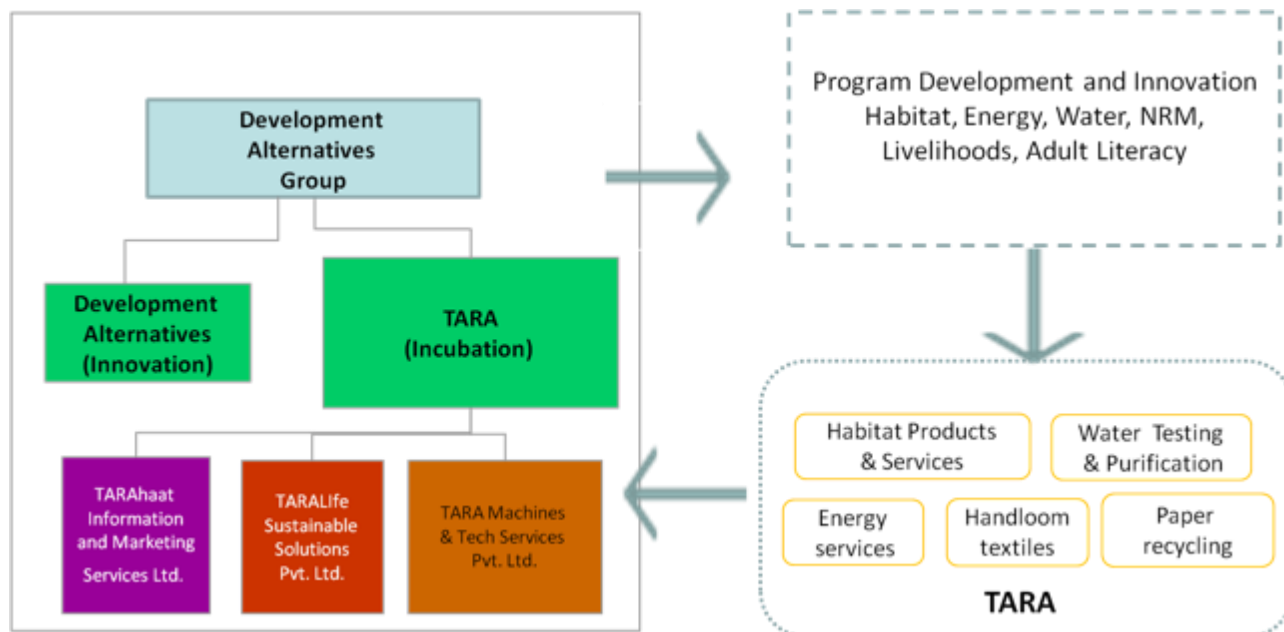 Development
Alternatives
Group
Development
Alternatives
(Innovation)
TARA
(Incubation)
TARAhaat
Information
and Marketing
Services Ltd.
TARALIfe
Sustainable
Solutions
Pvt. Ltd.
TARA Machines
& Tech Services
Pvt. Ltd.
Program Development and Innovation
Habitat, Energy, Water, NRM,
Livelihoods, Adult Literacy
Habitat Products
& Services
Water Testing
& Purification
Energy
services
Handloom
textiles
Paper
recycling
TARA